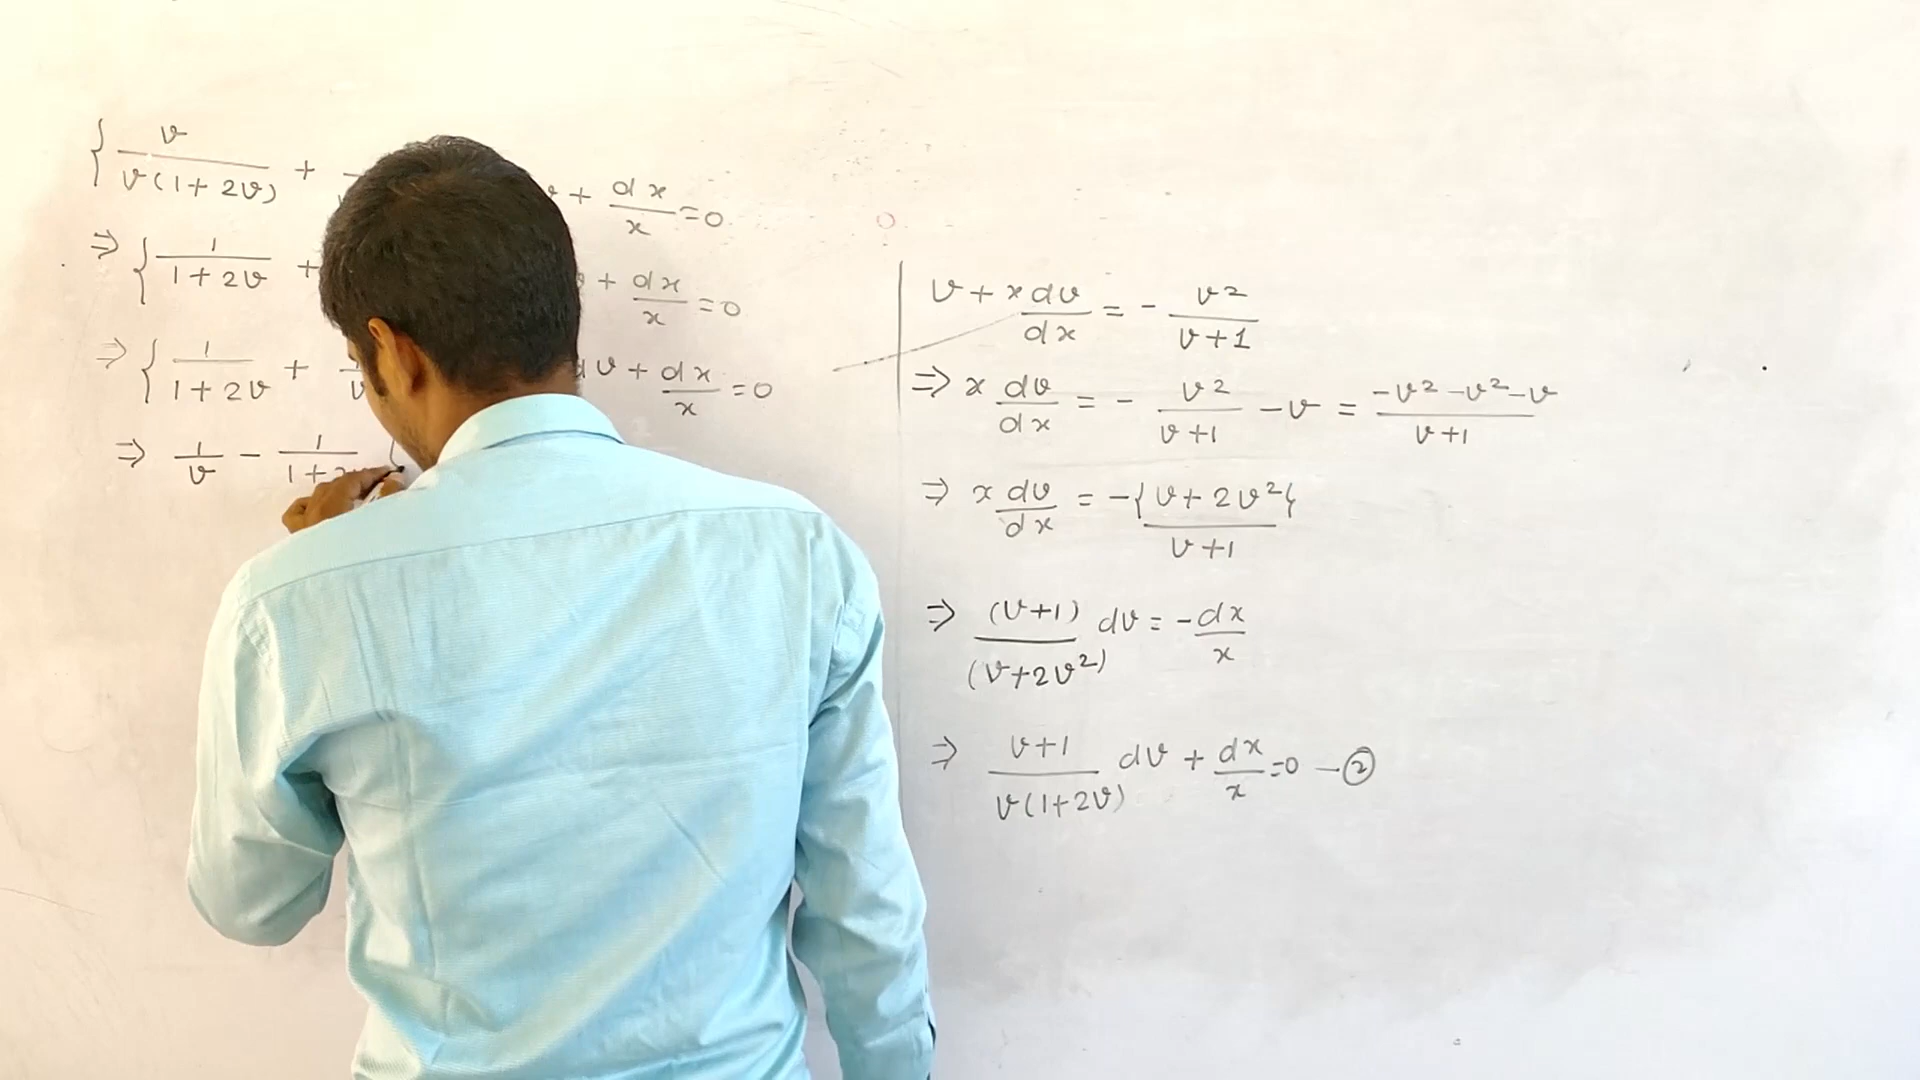 { v / v(1+2v) + v + dx/x = 0
⇒ { 1 / 1+2v + + dx/x = 0
⇒ { 1 / 1+2v + 1/v dv + dx/x = 0
⇒ 1/v - 1 / 1+2
v + x dv/dx = - v² / v+1
⇒ x dv/dx = - v² / v+1 - v = -v² -v² -v / v+1
⇒ x dv/dx = - { v + 2v² } / v+1
⇒ (v+1) / (v+2v²) dv = - dx/x
⇒ v+1 / v(1+2v) dv + dx/x = 0 - ②